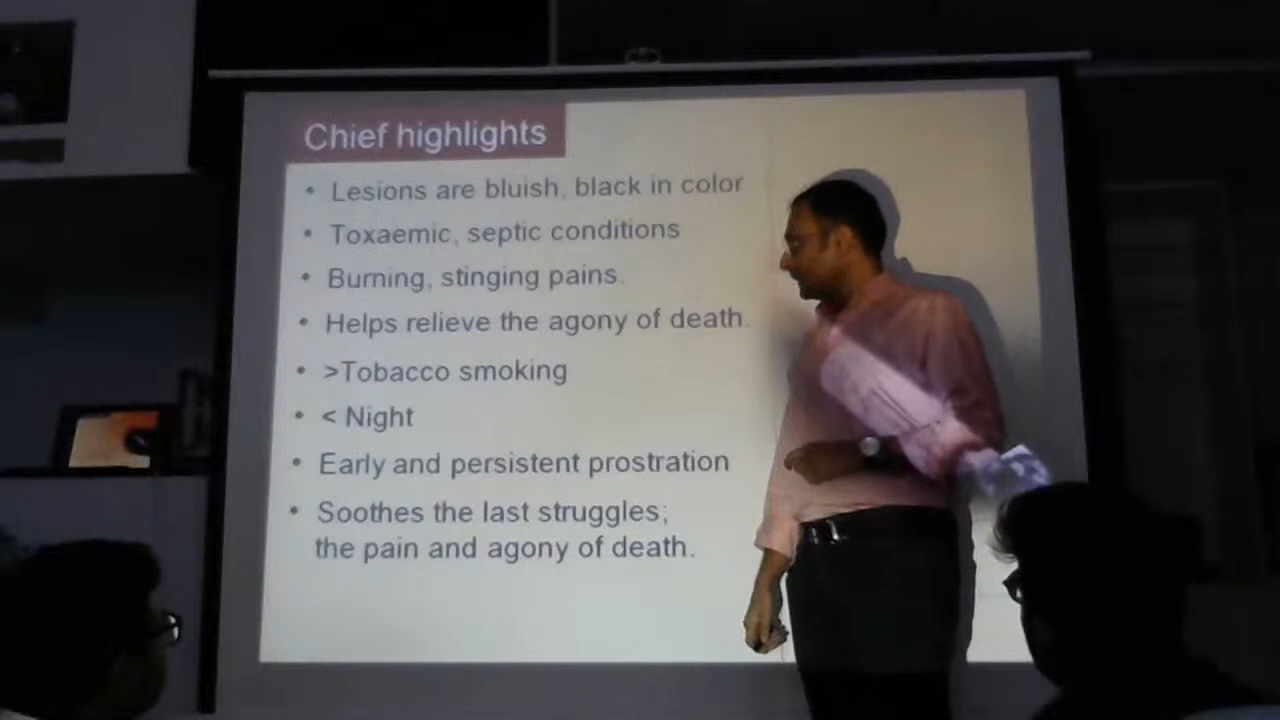 Chief highlights
• Lesions are bluish, black in color
• Toxaemic, septic conditions
• Burning, stinging pains.
• Helps relieve the agony of death.
• >Tobacco smoking
• < Night
• Early and persistent prostration
• Soothes the last struggles;
the pain and agony of death.